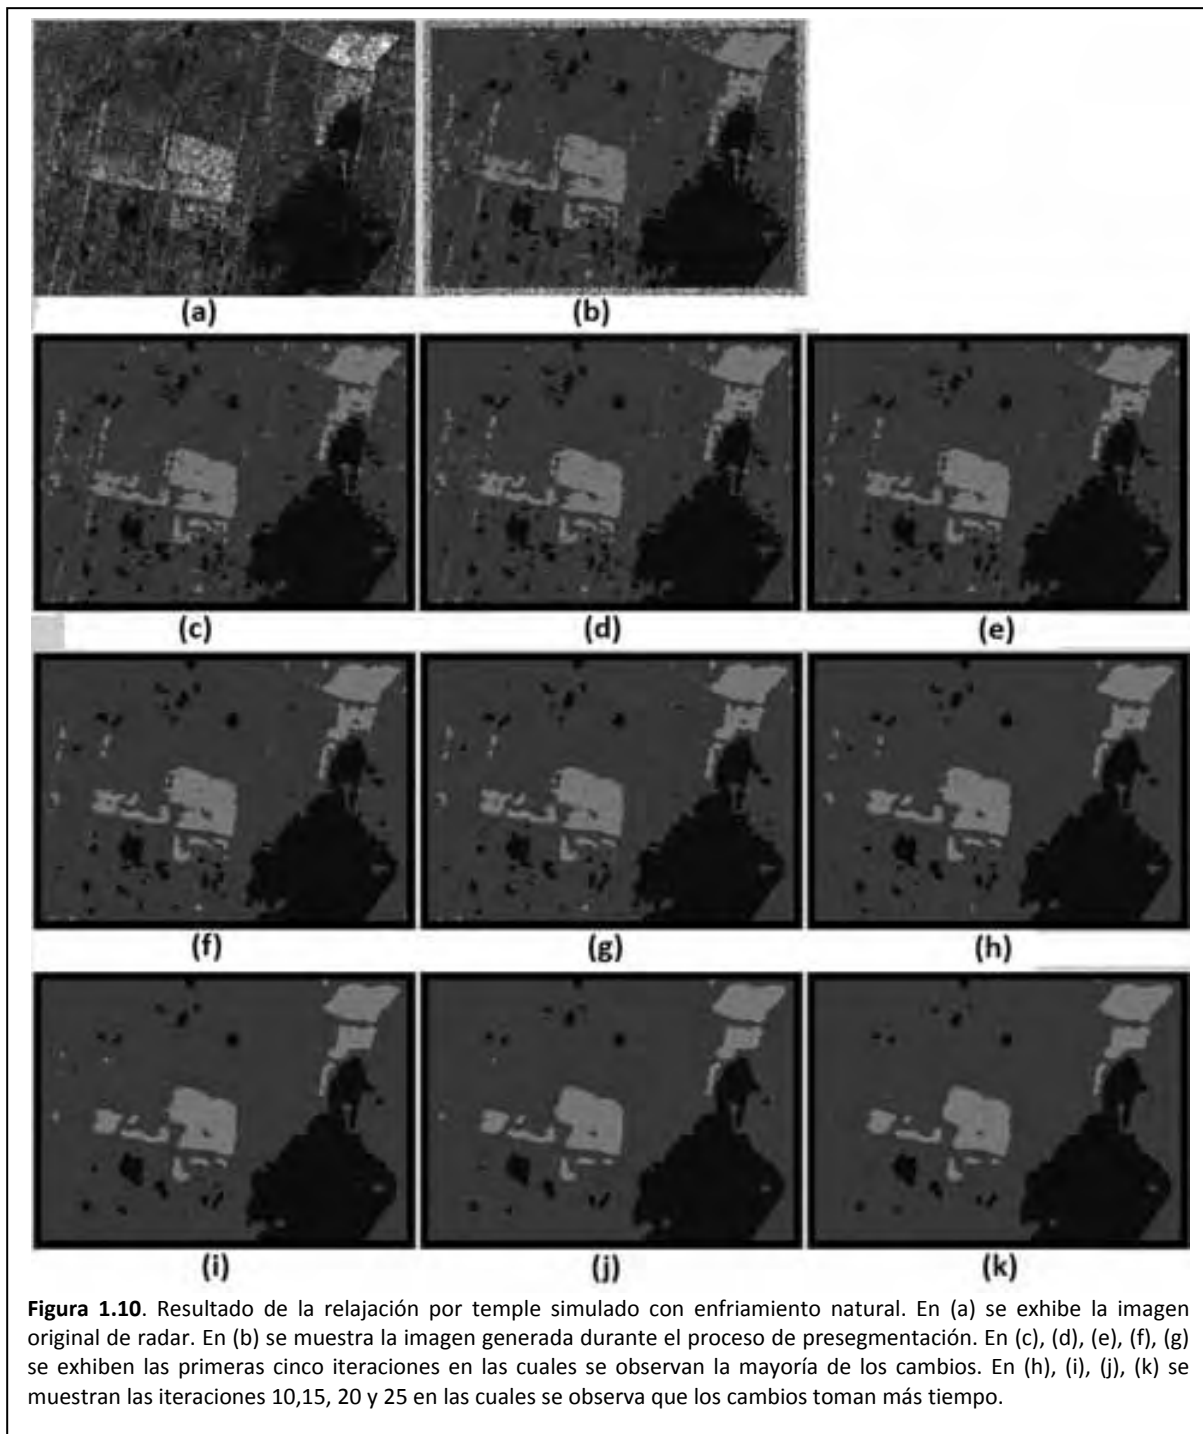 (a) (b)
(c) (d) (e)
(f) (g) (h)
(i) (j) (k)
Figura 1.10. Resultado de la relajación por temple simulado con enfriamiento natural. En (a) se exhibe la imagen
original de radar. En (b) se muestra la imagen generada durante el proceso de presegmentación. En (c), (d), (e), (f), (g)
se exhiben las primeras cinco iteraciones en las cuales se observan la mayoría de los cambios. En (h), (i), (j), (k) se
muestran las iteraciones 10,15, 20 y 25 en las cuales se observa que los cambios toman más tiempo.